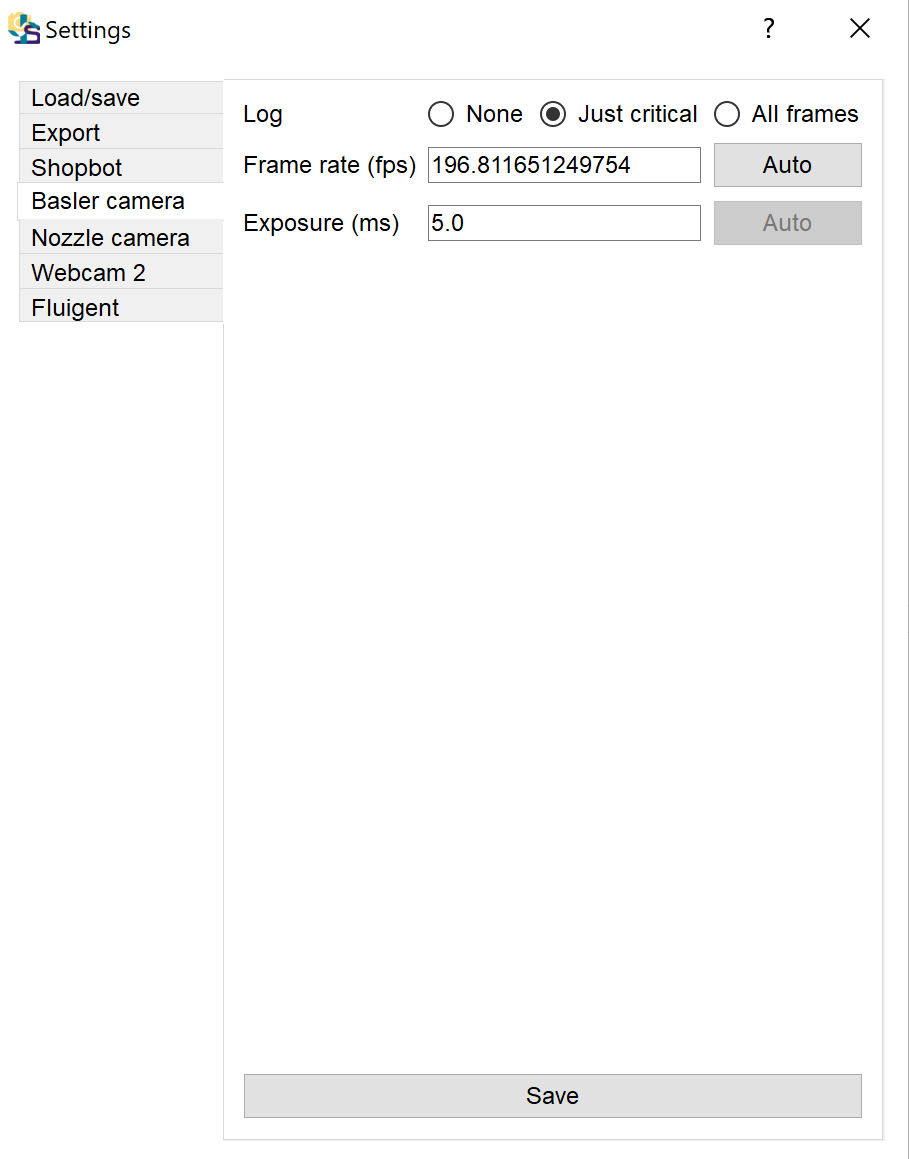 Settings ?
Load/save
Export
Shopbot
Basler camera
Nozzle camera
Webcam 2
Fluigent
Log None Just critical All frames
Frame rate (fps) 196.811651249754 Auto
Exposure (ms) 5.0 Auto
Save